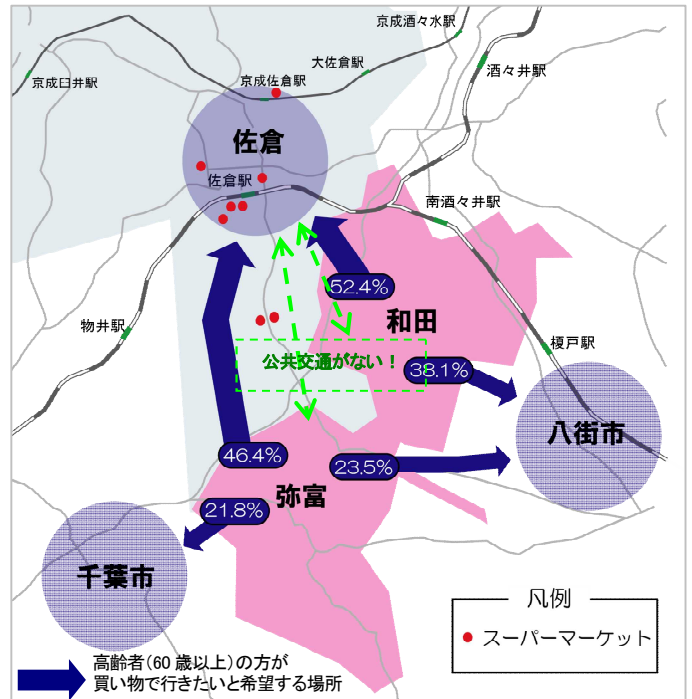 京成酒々水駅
大佐倉駅
酒々井駅
京成臼井駅
京成佐倉駅
佐倉
佐倉駅
南酒々井駅
52.4%
和田
物井駅
榎戸駅
公共交通がない！
38.1%
八街市
46.4%
23.5%
弥富
21.8%
千葉市
凡例
スーパーマーケット
高齢者（60歳以上）の方が
買い物で行きたいと希望する場所